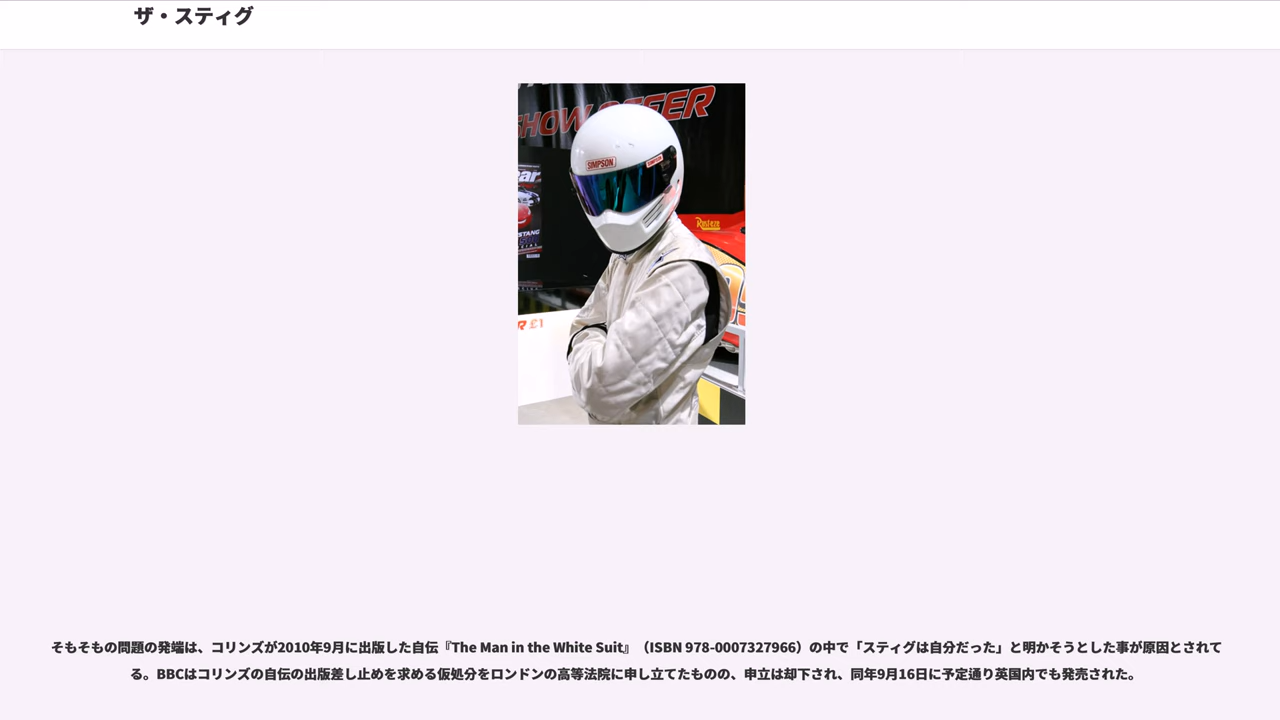 ザ・スティグ
SHOW OFFER
SIMPSON
Rusteze
R £1
そもそもの問題の発端は、コリンズが2010年9月に出版した自伝『The Man in the White Suit』（ISBN 978-0007327966）の中で「スティグは自分だった」と明かそうとした事が原因とされて
る。BBCはコリンズの自伝の出版差し止めを求める仮処分をロンドンの高等法院に申し立てたものの、申立は却下され、同年9月16日に予定通り英国内でも発売された。